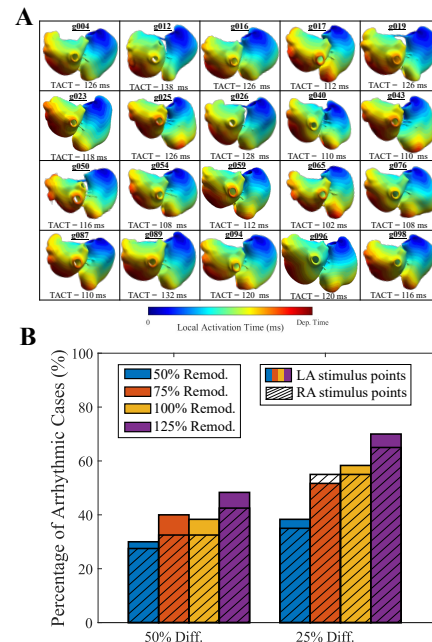 A
g004 g012 g016 g017 g019
TACT = 126 ms TACT = 138 ms TACT = 126 ms TACT = 112 ms TACT = 126 ms
g023 g025 g026 g040 g043
TACT = 118 ms TACT = 126 ms TACT = 128 ms TACT = 110 ms TACT = 110 ms
g050 g054 g059 g065 g076
TACT = 116 ms TACT = 108 ms TACT = 112 ms TACT = 102 ms TACT = 108 ms
g087 g089 g094 g096 g098
TACT = 110 ms TACT = 132 ms TACT = 120 ms TACT = 120 ms TACT = 116 ms
0 Local Activation Time (ms) Dep. Time
B
Percentage of Arrhythmic Cases (%)
100
80
60
40
20
0
50% Remod.
75% Remod.
100% Remod.
125% Remod.
LA stimulus points
RA stimulus points
50% Diff. 25% Diff.